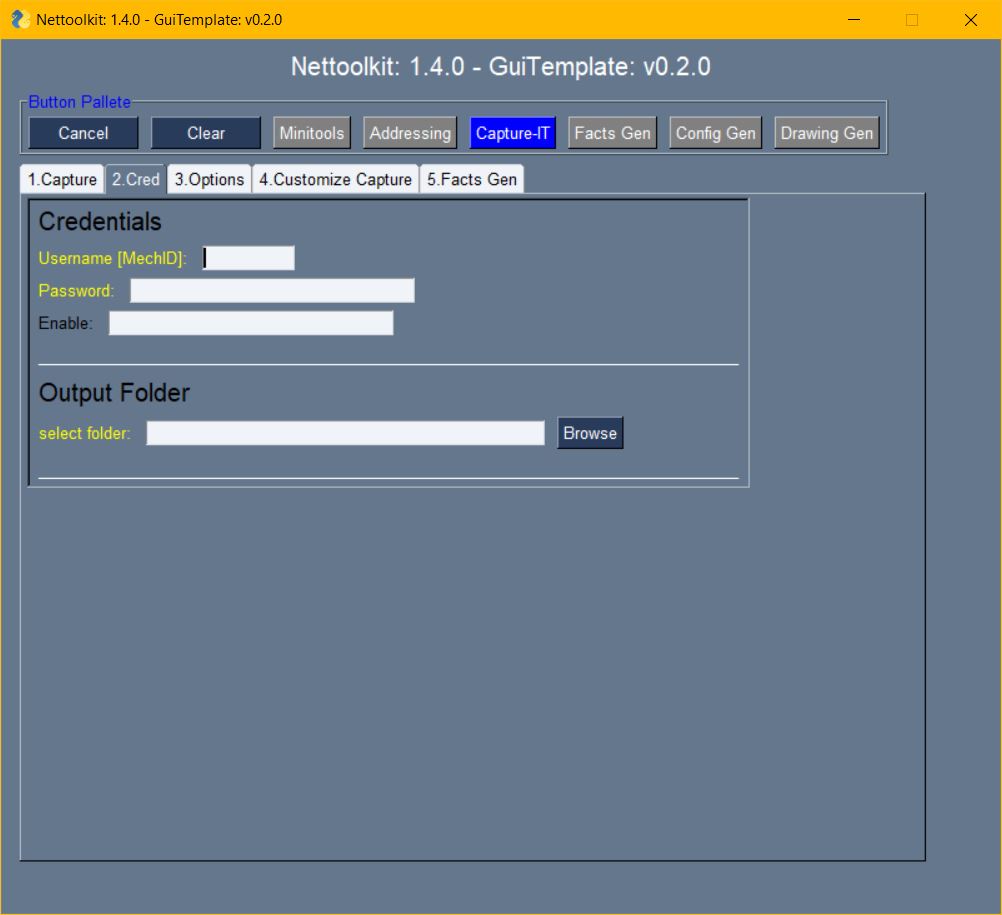 Nettoolkit: 1.4.0 - GuiTemplate: v0.2.0
Nettoolkit: 1.4.0 - GuiTemplate: v0.2.0
Button Pallete
Cancel Clear Minitools Addressing Capture-IT Facts Gen Config Gen Drawing Gen
1.Capture 2.Cred 3.Options 4.Customize Capture 5.Facts Gen
Credentials
Username [MechID]:
Password:
Enable:
Output Folder
select folder: Browse